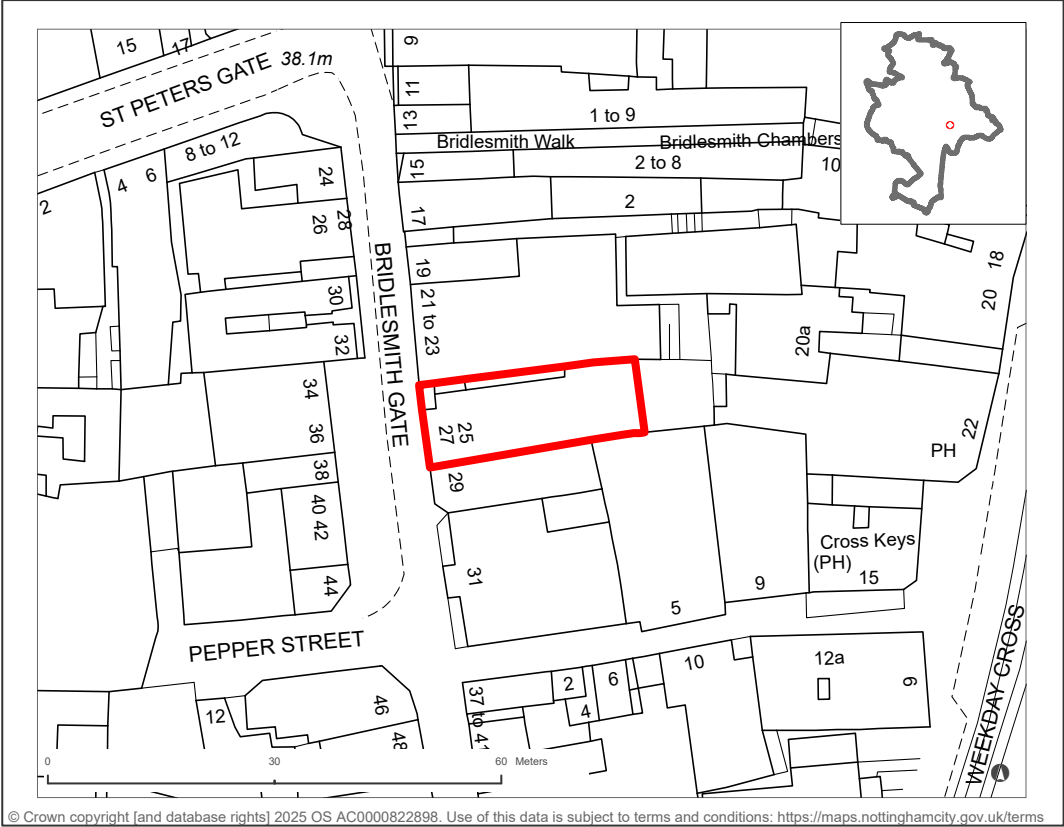 15
17
ST PETERS GATE
38.1m
9
11
13
1 to 9
Bridlesmith Walk
Bridlesmith Chambers
8 to 12
15
2 to 8
10
4
6
24
2
28
26
17
2
BRIDLESMITH GATE
19
18
30
21 to 23
20
32
20a
34
36
25
27
22
PH
38
29
40 42
Cross Keys
(PH)
15
31
44
9
5
PEPPER STREET
WEEKDAY CROSS
10
12a
6
2
9
46
37 to 41
4
12
48
0
30
60
Meters
© Crown copyright [and database rights] 2025 OS AC0000822898. Use of this data is subject to terms and conditions: https://maps.nottinghamcity.gov.uk/terms